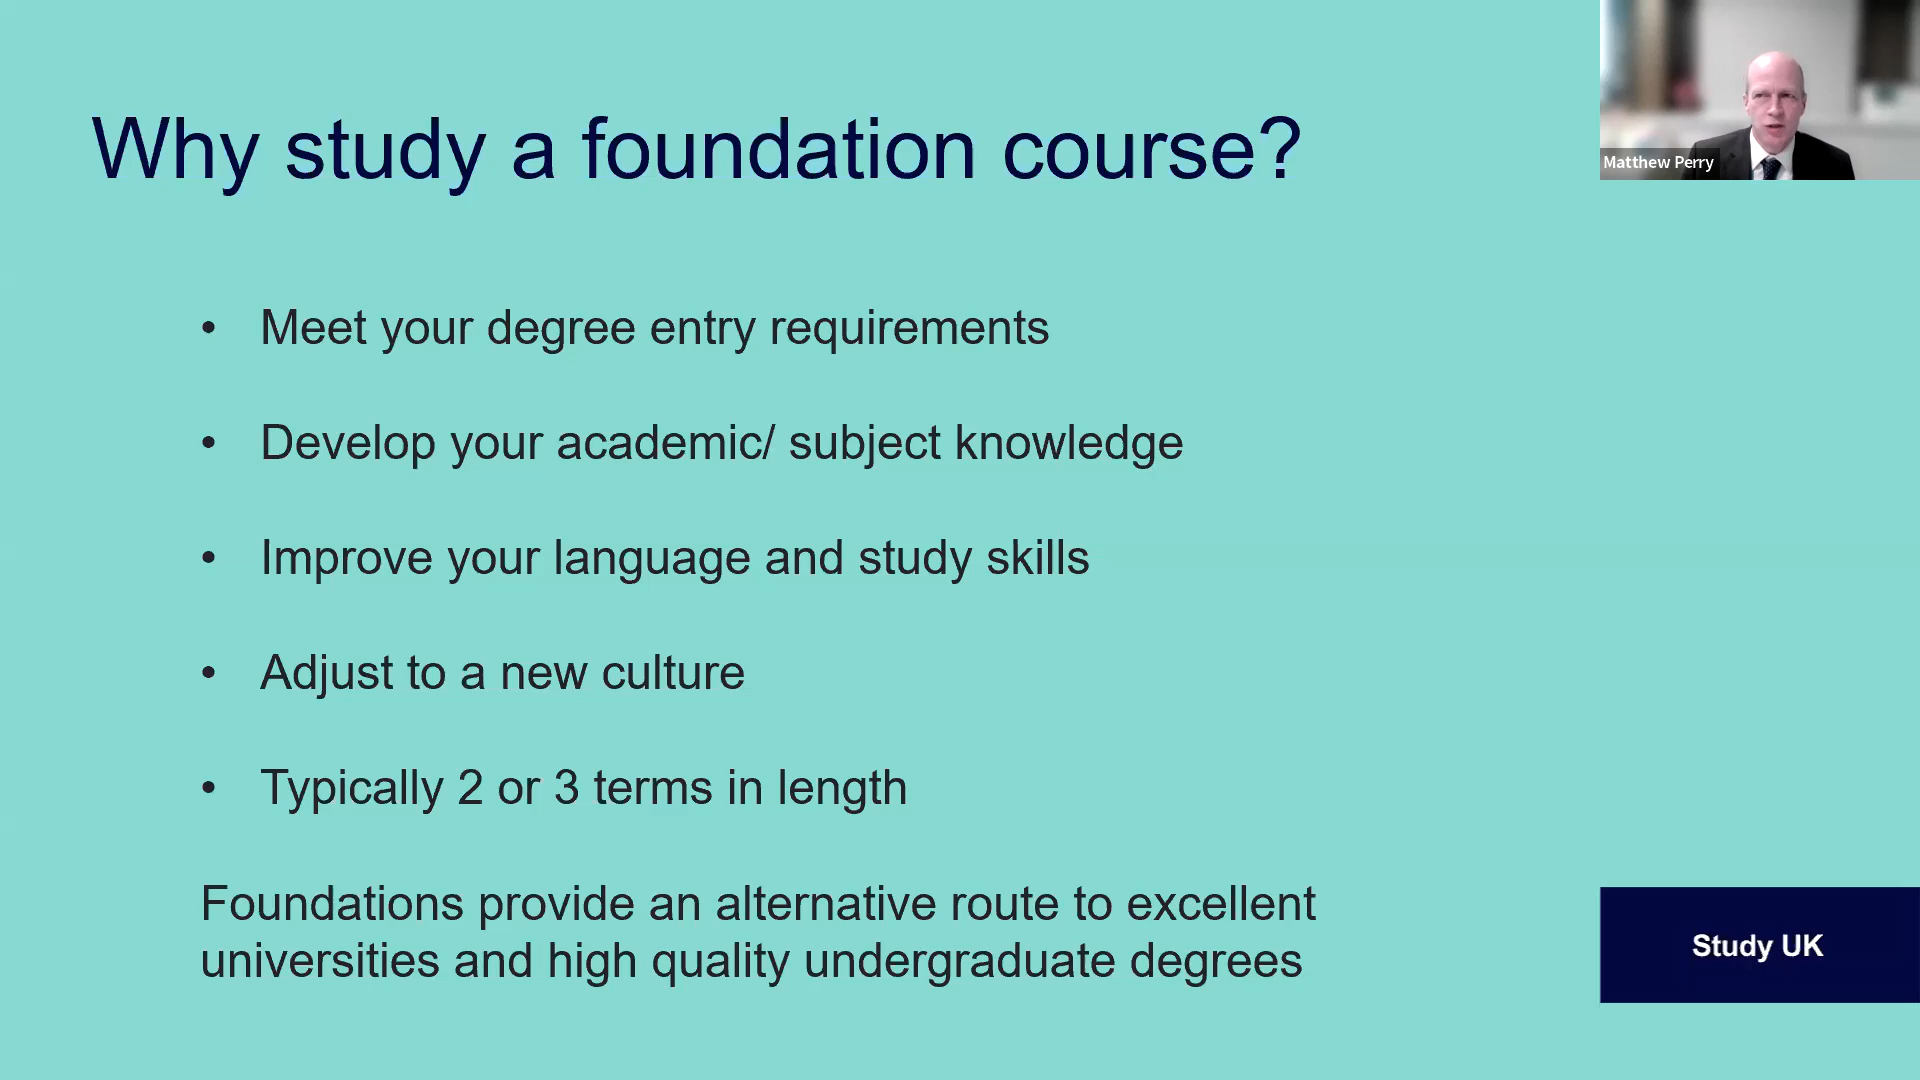 Why study a foundation course?
Matthew Perry
• Meet your degree entry requirements
• Develop your academic/ subject knowledge
• Improve your language and study skills
• Adjust to a new culture
• Typically 2 or 3 terms in length
Foundations provide an alternative route to excellent
universities and high quality undergraduate degrees
Study UK